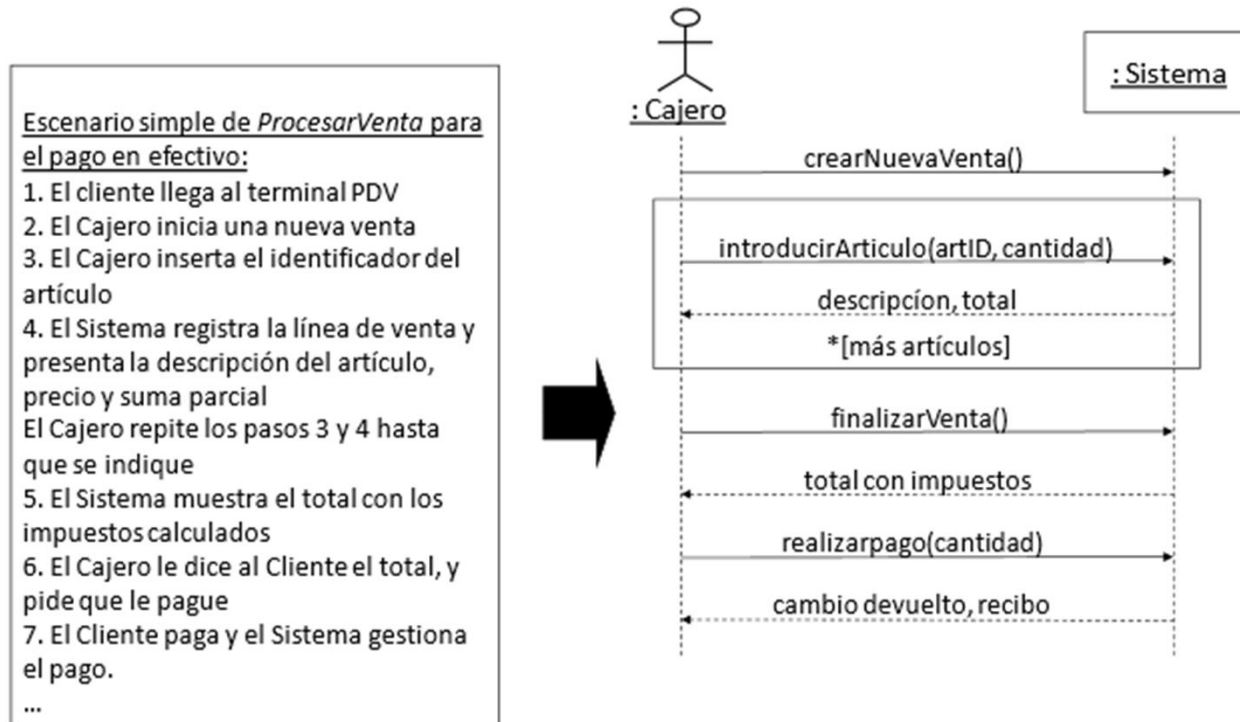 Escenario simple de ProcesarVenta para
el pago en efectivo:
1. El cliente llega al terminal PDV
2. El Cajero inicia una nueva venta
3. El Cajero inserta el identificador del
artículo
4. El Sistema registra la línea de venta y
presenta la descripción del artículo,
precio y suma parcial
El Cajero repite los pasos 3 y 4 hasta
que se indique
5. El Sistema muestra el total con los
impuestos calculados
6. El Cajero le dice al Cliente el total, y
pide que le pague
7. El Cliente paga y el Sistema gestiona
el pago.
...
: Cajero
: Sistema
crearNuevaVenta()
introducirArticulo(artID, cantidad)
descripcíon, total
*[más artículos]
finalizarVenta()
total con impuestos
realizarpago(cantidad)
cambio devuelto, recibo